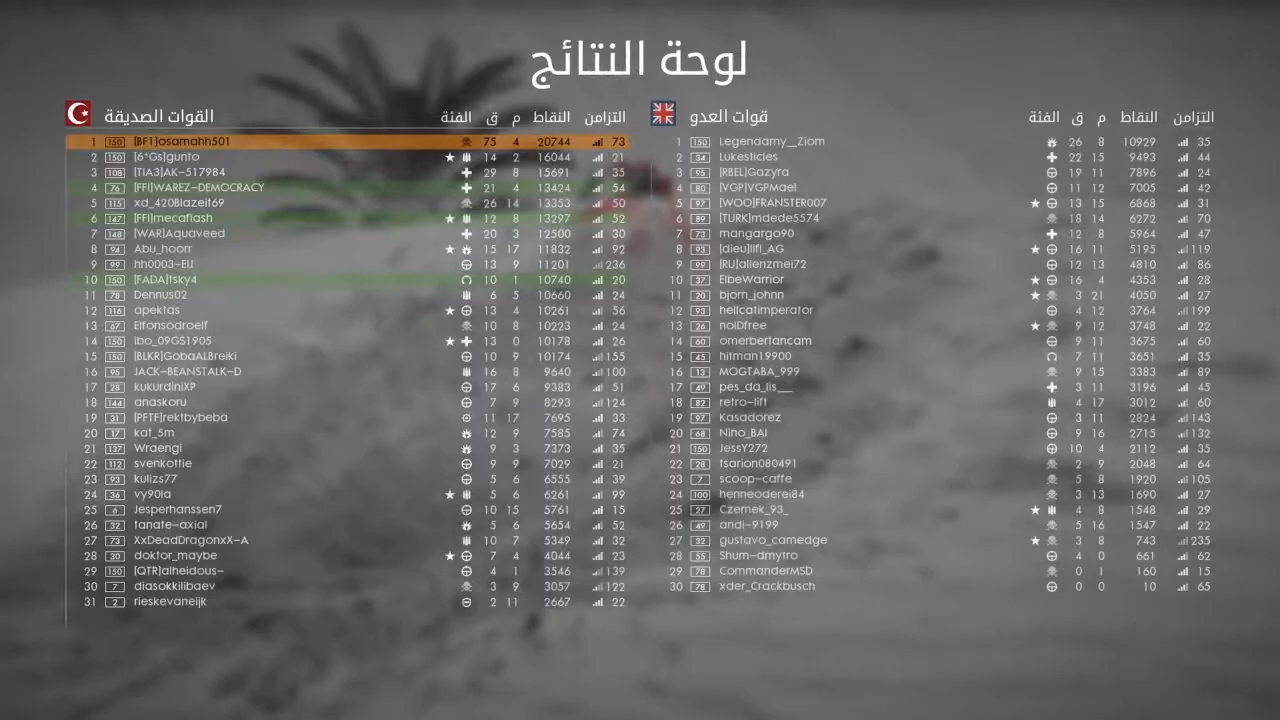 لوحة النتائج
القوات الصديقة الفئة ق م النقاط التزامن
1 150 [BF1]osamahh501 75 4 20744 73
2 150 [6*Gs]gunto 14 2 16044 21
3 108 [TIA3]AK-517984 29 8 15691 35
4 76 [FFI]WAREZ-DEMOCRACY 21 4 13424 54
5 115 xd_420Blazeit69 26 14 13353 50
6 147 [FFI]mecafiash 12 8 13297 52
7 148 [WAR]Aquaveed 20 3 12500 30
8 94 Abu_hoorr 15 17 11832 92
9 99 hh0003-EIJ 13 9 11201 236
10 150 [FADA]tsky4 10 1 10740 20
11 78 Dennus02 6 5 10660 24
12 116 apektas 13 4 10261 56
13 67 Elfonsodroelf 10 8 10223 24
14 150 ibo_09GS1905 13 0 10178 26
15 150 [BLKR]GobaALBreiki 10 9 10174 155
16 95 JACK-BEANSTALK-D 16 8 9640 100
17 28 kukurdiniXP 17 6 9383 51
18 144 anaskoru 7 9 8293 124
19 31 [PFTF]rektbybeba 11 17 7695 33
20 17 kat_5m 12 9 7585 74
21 137 Wraengi 9 3 7373 35
22 112 svenkoffie 9 9 7029 21
23 93 kulizs77 5 6 6555 39
24 36 vy90la 5 6 6261 99
25 6 Jesperhanssen7 10 15 5761 15
26 32 tanate-axial 5 6 5654 52
27 73 XxDeadDragonxX-A 10 7 5349 32
28 30 doktor_maybe 7 4 4044 23
29 150 [QTR]alheidous- 4 1 3546 139
30 7 diasokkilibaev 3 9 3057 122
31 2 rieskevaneijk 2 11 2667 22
قوات العدو الفئة ق م النقاط التزامن
1 150 Legendamy__Ziom 26 8 10929 35
2 34 Lukesticles 22 15 9493 44
3 95 [RBEL]Gazyra 19 11 7896 24
4 80 [VGP]VGPMael 11 12 7005 42
5 97 [WOO]FRANSTER007 13 15 6868 31
6 89 [TURK]mdede5574 18 14 6272 70
7 73 mangargo90 12 8 5964 47
8 93 [dieu]lifl_AG 16 11 5195 119
9 99 [RU]alienzmei72 12 13 4810 86
10 37 ElbeWarrior 16 4 4353 28
11 20 bjorn_johnn 3 21 4050 27
12 93 hellcatimperator 4 12 3764 199
13 26 nolDfree 9 12 3748 22
14 60 omerbertancam 9 11 3675 60
15 45 hitman19900 7 11 3651 35
16 13 MOGTABA_999 9 15 3383 89
17 49 pes_da_lis___ 3 11 3196 45
18 82 retro-lift 4 17 3012 60
19 97 Kasadorez 3 11 2824 143
20 68 Nino_BAI 9 16 2715 132
21 150 JessY272 10 4 2112 35
22 28 tsarion080491 2 9 2048 64
23 7 scoop-caffe 5 8 1920 105
24 100 henneoderei84 3 13 1690 27
25 27 Czernek_93_ 4 8 1548 29
26 49 andi-9199 5 16 1547 22
27 32 gustavo_camedge 3 8 743 235
28 55 Shum-dmytro 4 0 661 62
29 78 CommanderMSD 0 1 160 15
30 78 xder_Crackbusch 0 0 10 65